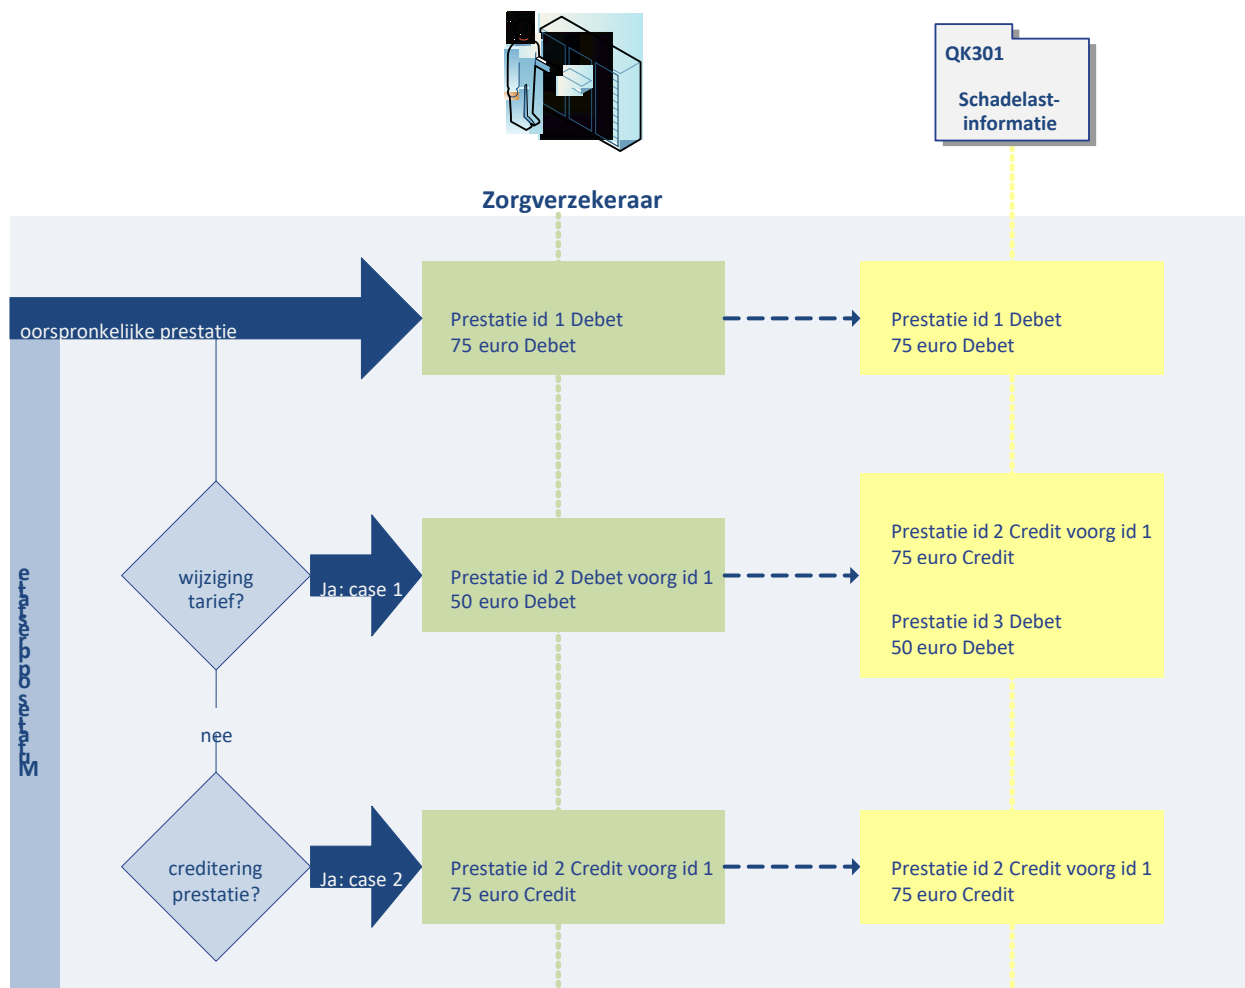 QK301
Schadelast-
informatie
Zorgverzekeraar
oorspronkelijke prestatie
Prestatie id 1 Debet
75 euro Debet
Prestatie id 1 Debet
75 euro Debet
wijziging
tarief?
Ja: case 1
Prestatie id 2 Debet voorg id 1
50 euro Debet
Prestatie id 2 Credit voorg id 1
75 euro Credit
Prestatie id 3 Debet
50 euro Debet
Mutatiesoprestatie
nee
creditering
prestatie?
Ja: case 2
Prestatie id 2 Credit voorg id 1
75 euro Credit
Prestatie id 2 Credit voorg id 1
75 euro Credit